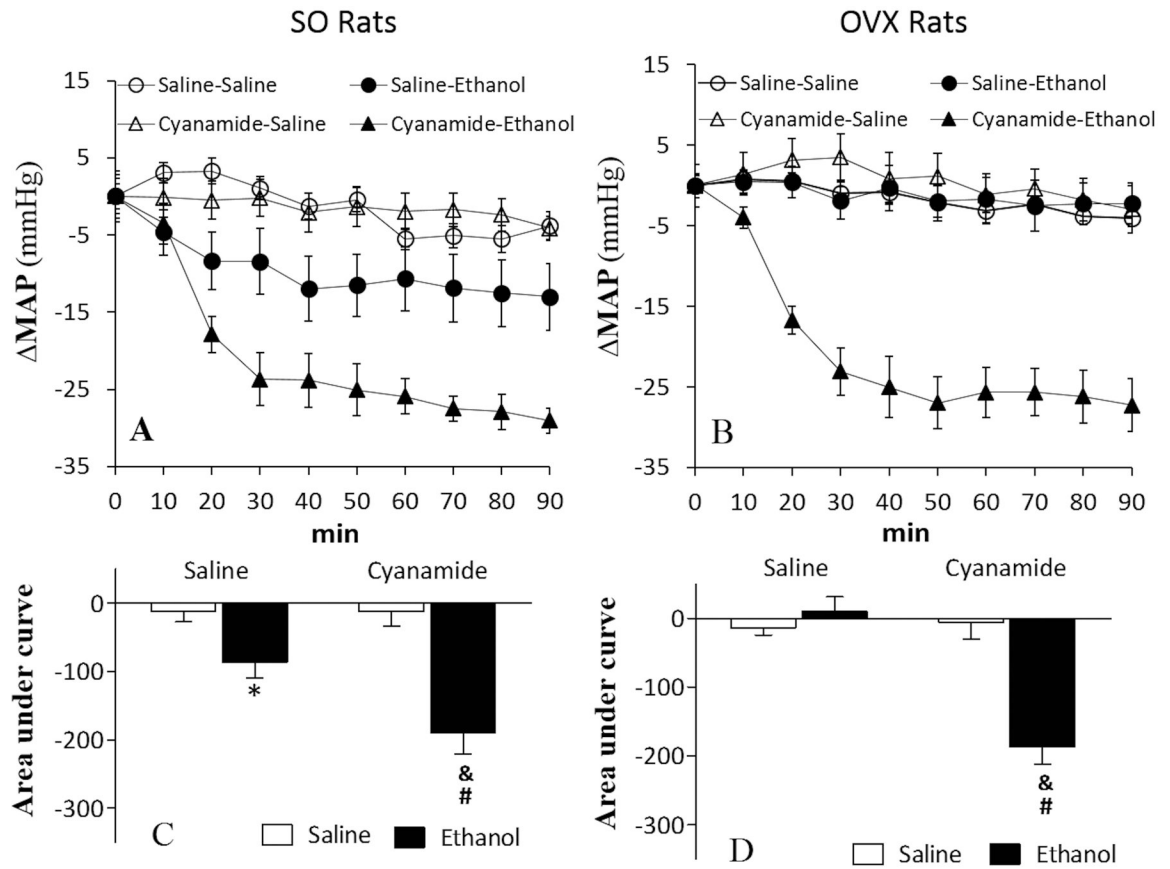 SO Rats
OVX Rats
15
5
-5
-15
-25
-35
ΔMAP (mmHg)
Saline-Saline
Saline-Ethanol
Cyanamide-Saline
Cyanamide-Ethanol
A
0 10 20 30 40 50 60 70 80 90
min
15
5
-5
-15
-25
-35
ΔMAP (mmHg)
Saline-Saline
Saline-Ethanol
Cyanamide-Saline
Cyanamide-Ethanol
B
0 10 20 30 40 50 60 70 80 90
min
Area under curve
Saline
Cyanamide
0
-100
-200
-300
*
&
#
C
Saline
Ethanol
Area under curve
Saline
Cyanamide
0
-100
-200
-300
&
#
D
Saline
Ethanol